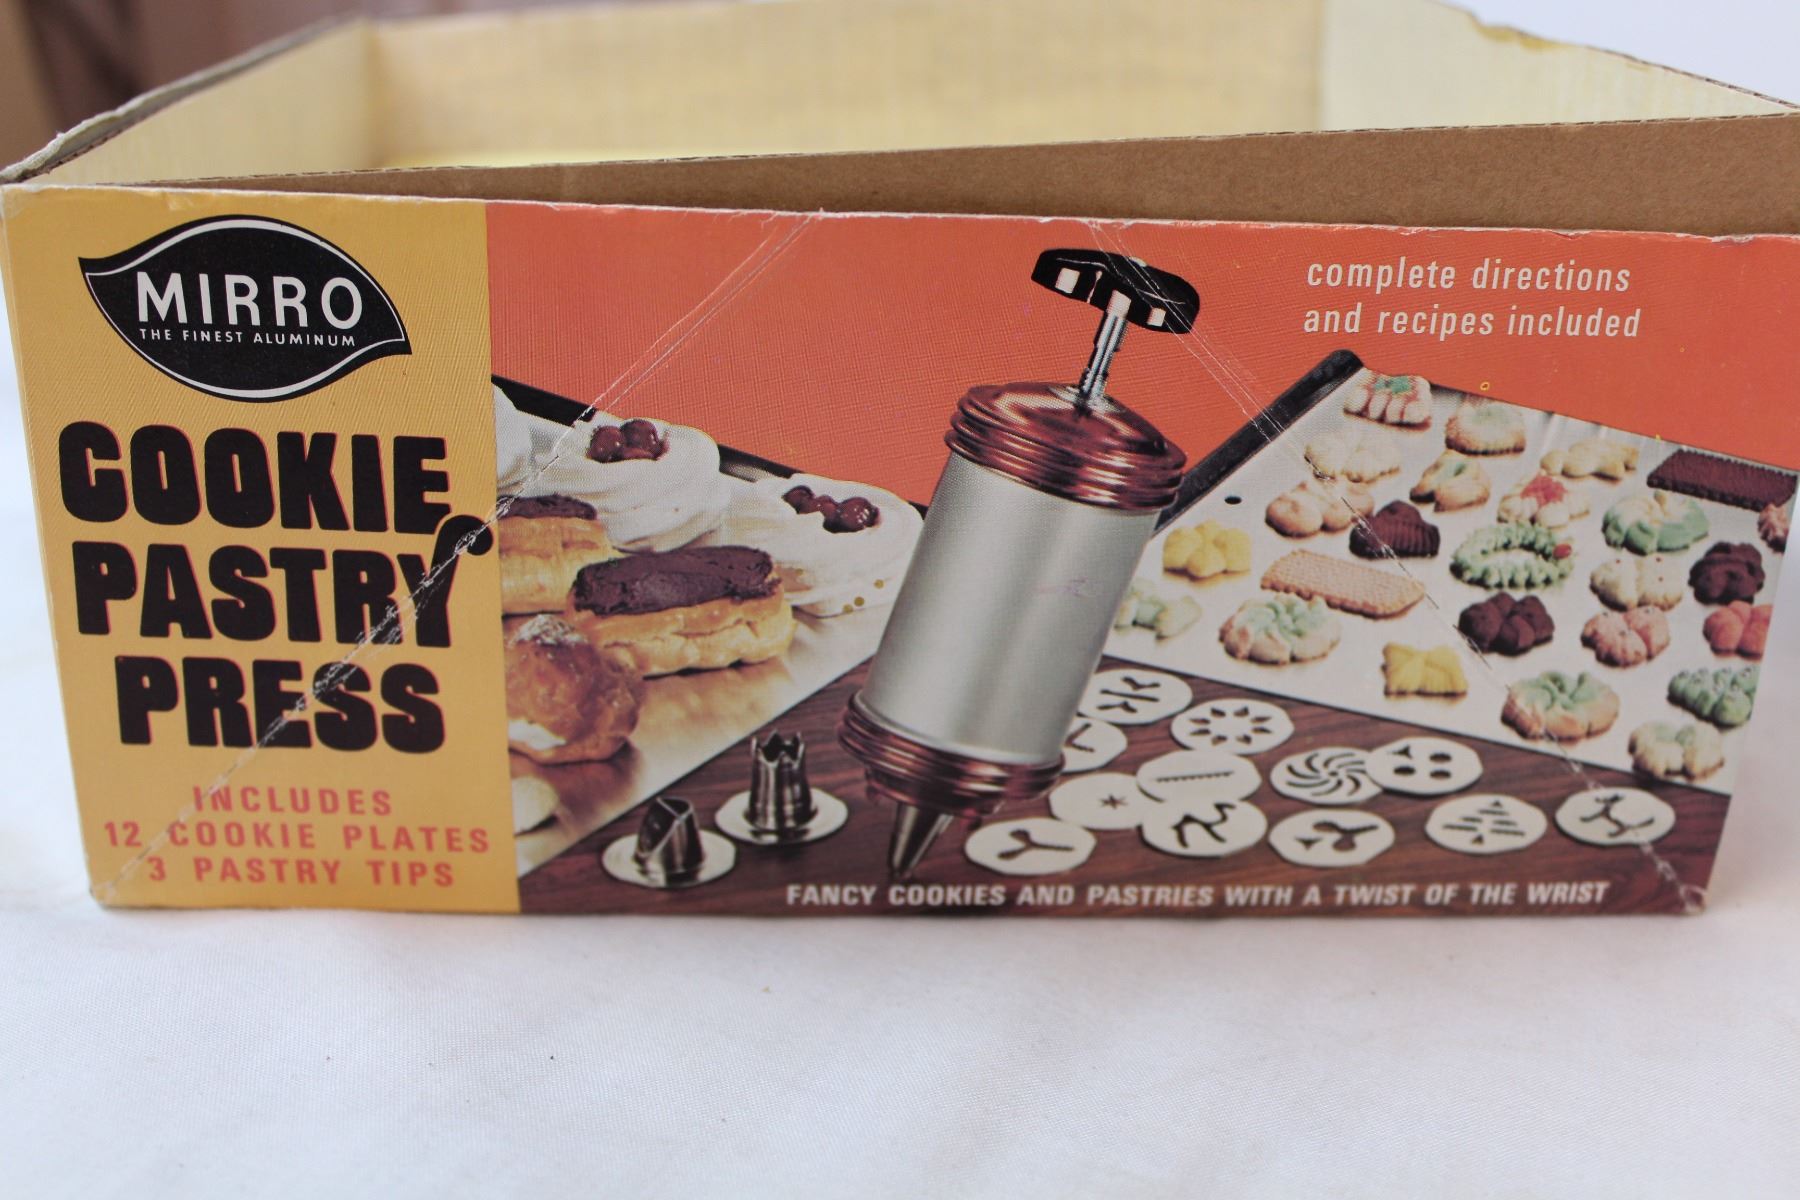 MIRRO
THE FINEST ALUMINUM
COOKIE,
PASTRY
PRESS
INCLUDES
12 COOKIE PLATES
3 PASTRY TIPS
complete directions
and recipes included
FANCY COOKIES AND PASTRIES WITH A TWIST OF THE WRIST